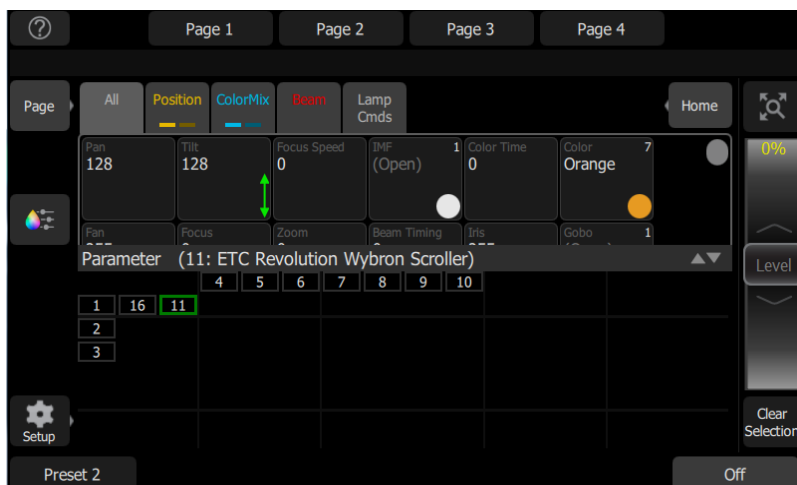 Page 1 Page 2 Page 3 Page 4
Page All Position ColorMix Beam Lamp Cmds Home
Pan Tilt Focus Speed IMF 1 Color Time Color 7
128 128 0 (Open) 0 Orange
0%
Fan Focus Zoom Beam Timing Iris Gobo 1
Parameter (11: ETC Revolution Wybron Scroller)
Level
4 5 6 7 8 9 10
1 16 11
2
3
Setup
Clear Selection
Preset 2 Off